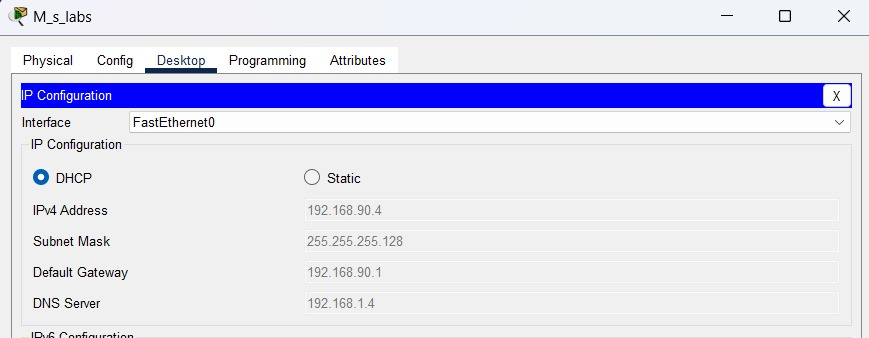 M_s_labs
Physical Config Desktop Programming Attributes
IP Configuration X
Interface FastEthernet0
IP Configuration
DHCP Static
IPv4 Address 192.168.90.4
Subnet Mask 255.255.255.128
Default Gateway 192.168.90.1
DNS Server 192.168.1.4
IPv6 Configuration